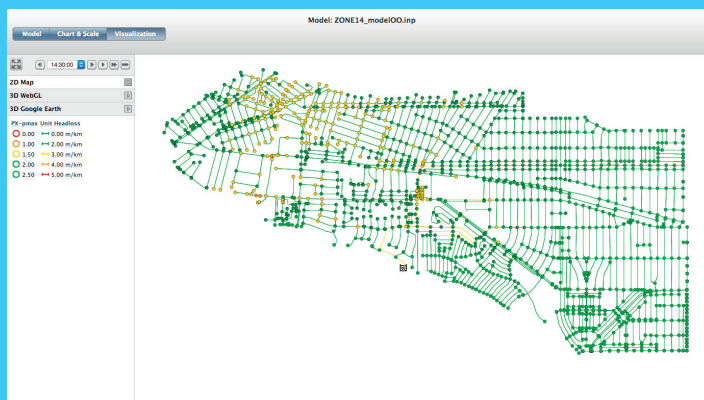 Model: ZONE14_modelOO.inp
Model Chart & Scale Visualization
14:30:00
2D Map
3D WebGL
3D Google Earth
PX-pmax Unit Headloss
0.00 0.00 m/km
1.00 2.00 m/km
1.50 3.00 m/km
2.00 4.00 m/km
2.50 5.00 m/km